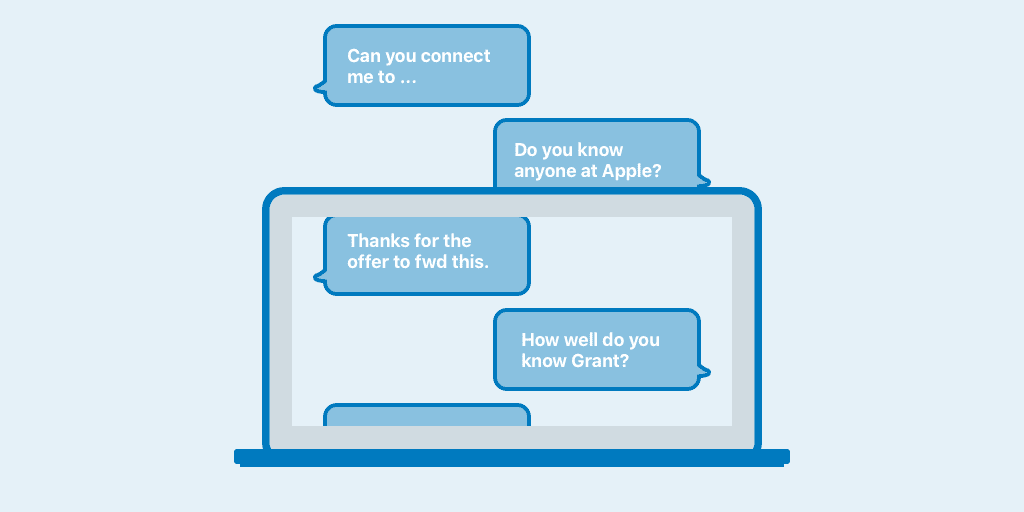 Can you connect
me to ...
Do you know
anyone at Apple?
Thanks for the
offer to fwd this.
How well do you
know Grant?